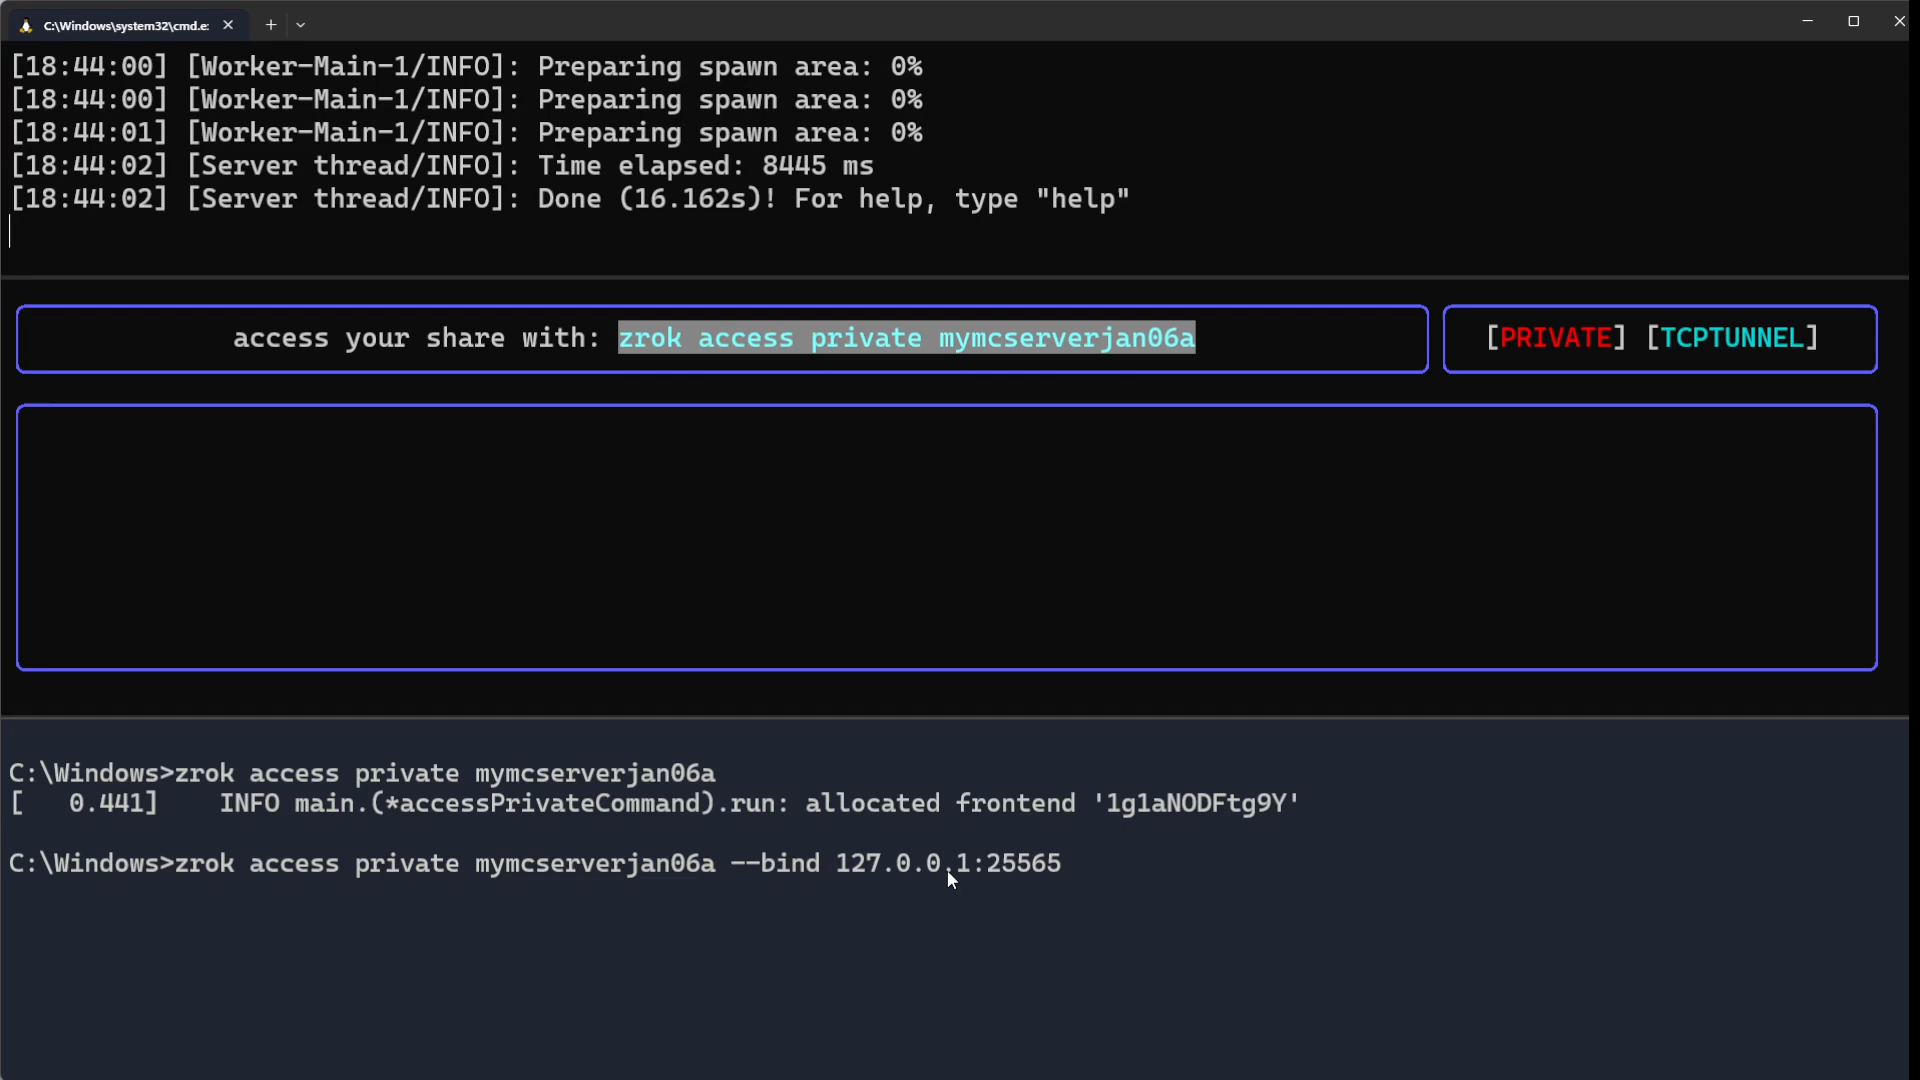 C:\Windows\system32\cmd.e:
[18:44:00] [Worker-Main-1/INFO]: Preparing spawn area: 0%
[18:44:00] [Worker-Main-1/INFO]: Preparing spawn area: 0%
[18:44:01] [Worker-Main-1/INFO]: Preparing spawn area: 0%
[18:44:02] [Server thread/INFO]: Time elapsed: 8445 ms
[18:44:02] [Server thread/INFO]: Done (16.162s)! For help, type "help"
access your share with: zrok access private mymcserverjan06a
[PRIVATE] [TCPTUNNEL]
C:\Windows>zrok access private mymcserverjan06a
[   0.441]    INFO main.(*accessPrivateCommand).run: allocated frontend '1g1aNODFtg9Y'
C:\Windows>zrok access private mymcserverjan06a --bind 127.0.0.1:25565